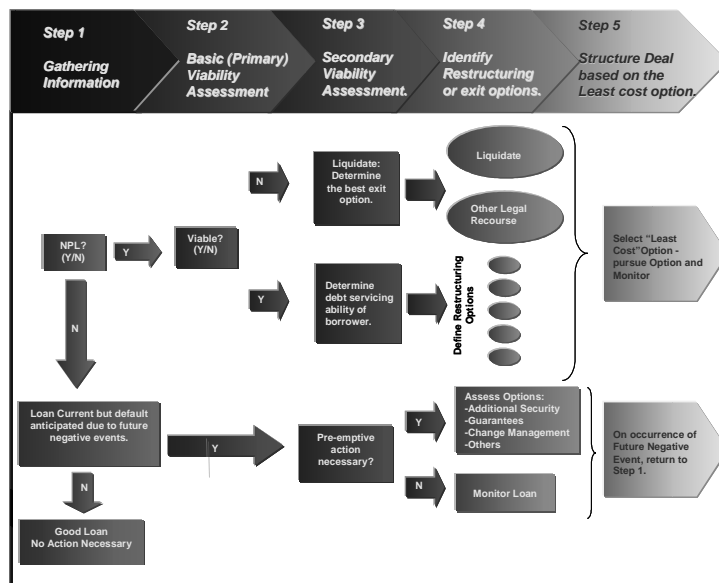 Step 1
Gathering
Information
Step 2
Basic (Primary)
Viability
Assessment
Step 3
Secondary
Viability
Assessment.
Step 4
Identify
Restructuring
or exit options.
Step 5
Structure Deal
based on the
Least cost option.
NPL?
(Y/N)
Y
Viable?
(Y/N)
N
Liquidate:
Determine
the best exit
option.
Liquidate
Other Legal
Recourse
Y
Determine
debt servicing
ability of
borrower.
Define Restructuring
Options
Select “Least
Cost”Option -
pursue Option and
Monitor
N
Loan Current but default
anticipated due to future
negative events.
Y
Pre-emptive
action
necessary?
Y
Assess Options:
-Additional Security
-Guarantees
-Change Management
-Others
N
Monitor Loan
On occurrence of
Future Negative
Event, return to
Step 1.
N
Good Loan
No Action Necessary